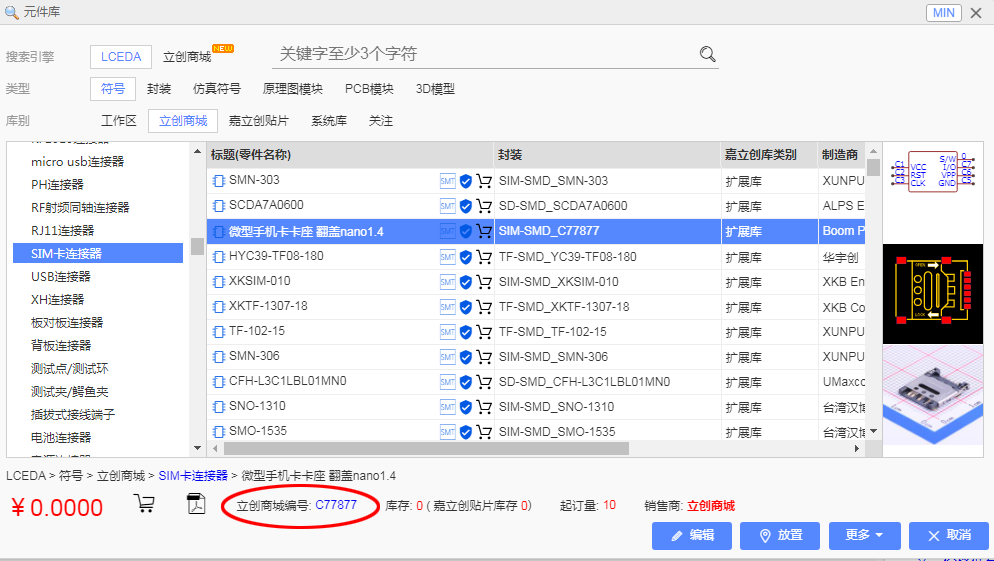 元件库 MIN
搜索引擎 LCEDA 立创商城 NEW 关键字至少3个字符
类型 符号 封装 仿真符号 原理图模块 PCB模块 3D模型
库别 工作区 立创商城 嘉立创贴片 系统库 关注
micro usb连接器
PH连接器
RF射频同轴连接器
RJ11连接器
SIM卡连接器
USB连接器
XH连接器
板对板连接器
背板连接器
测试点/测试环
测试夹/鳄鱼夹
插拔式接线端子
电池连接器
标题(零件名称) 封装 嘉立创库类别 制造商
SMN-303 SMT SIM-SMD_SMN-303 扩展库 XUNPU
SCDA7A0600 SMT SD-SMD_SCDA7A0600 扩展库 ALPS E
微型手机卡卡座 翻盖nano1.4 SMT SIM-SMD_C77877 扩展库 Boom P
HYC39-TF08-180 SMT TF-SMD_YC39-TF08-180 扩展库 华宇创
XKSIM-010 SMT SIM-SMD_XKSIM-010 扩展库 XKB En
XKTF-1307-18 SMT TF-SMD_XKTF-1307-18 扩展库 XKB Co
TF-102-15 SMT TF-SMD_TF-102-15 扩展库 XUNPU
SMN-306 SMT SIM-SMD_SMN-306 扩展库 XUNPU
CFH-L3C1LBL01MN0 SMT SD-SMD_CFH-L3C1LBL01MN0 扩展库 UMaxco
SNO-1310 SMT SIM-SMD_SNO-1310 扩展库 台湾汉博
SMO-1535 SMT SIM-SMD_SMO-1535 扩展库 台湾汉博
S/W
C1 VCC I/O C7
C2 RST VPP C6
C3 CLK GND C5
OPEN
LOCK
LCEDA > 符号 > 立创商城 > SIM卡连接器 > 微型手机卡卡座 翻盖nano1.4
￥0.0000 立创商城编号: C77877 库存: 0 ( 嘉立创贴片库存 0) 起订量: 10 销售商: 立创商城
编辑 放置 更多 取消